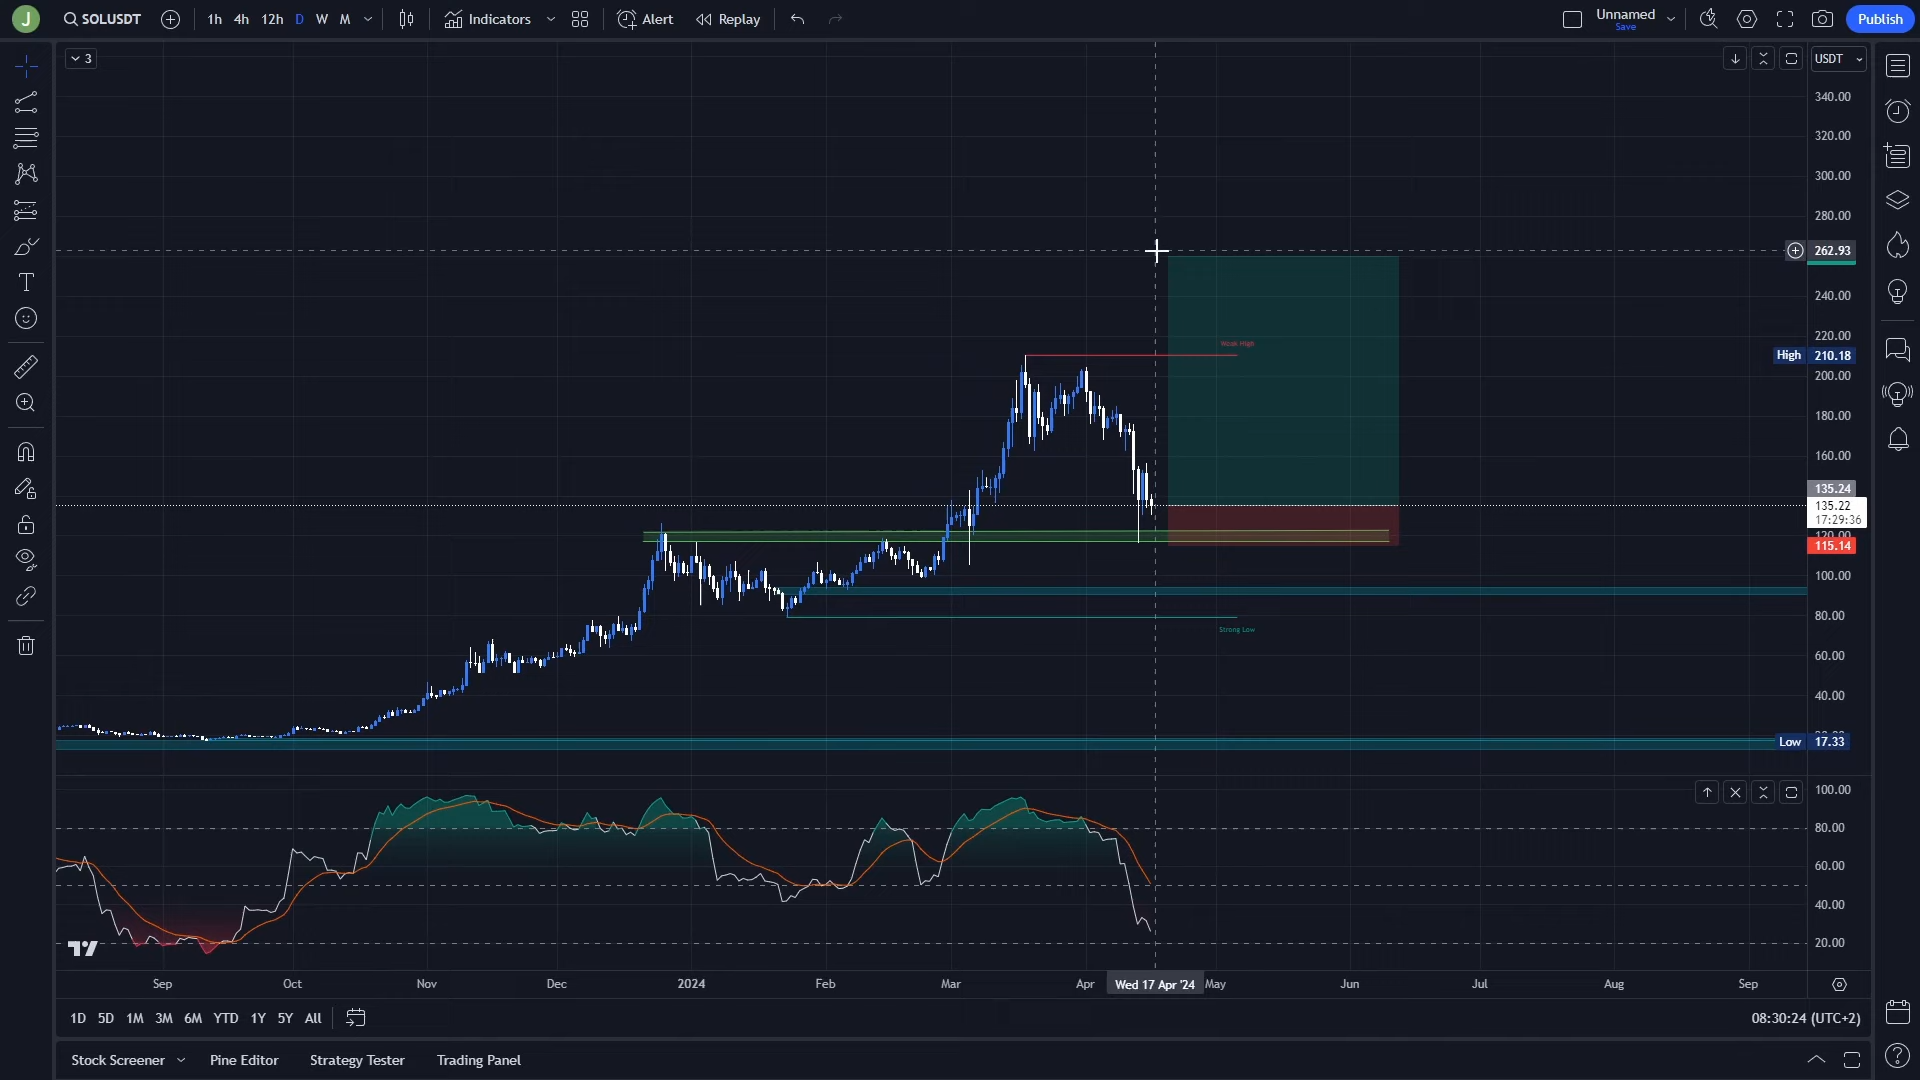 J
SOLUSDT
1h 4h 12h D W M
Indicators
Alert
Replay
Unnamed
Save
Publish
3
USDT
340.00
320.00
300.00
280.00
262.93
240.00
220.00
Weak High
High 210.18
200.00
180.00
160.00
135.24
135.22
17:29:36
120.00
115.14
100.00
80.00
Strong Low
60.00
40.00
Low 17.33
100.00
80.00
60.00
40.00
20.00
Sep Oct Nov Dec 2024 Feb Mar Apr Wed 17 Apr '24 May Jun Jul Aug Sep
1D 5D 1M 3M 6M YTD 1Y 5Y All
08:30:24 (UTC+2)
Stock Screener Pine Editor Strategy Tester Trading Panel